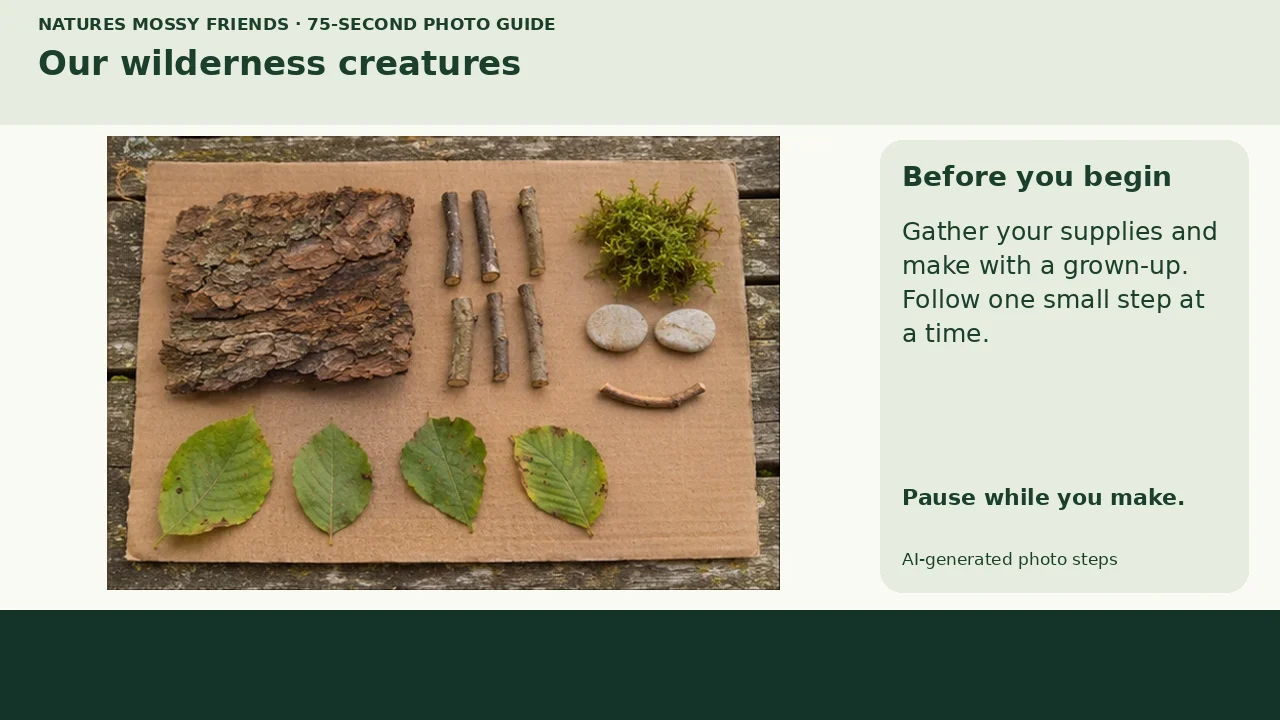 NATURES MOSSY FRIENDS · 75-SECOND PHOTO GUIDE
Our wilderness creatures
Before you begin
Gather your supplies and
make with a grown-up.
Follow one small step at
a time.
Pause while you make.
AI-generated photo steps